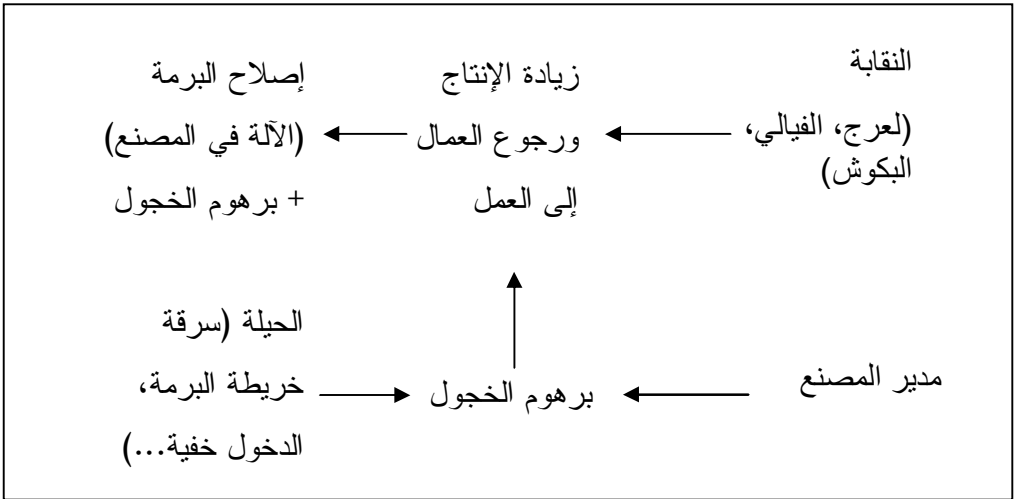 النقابة
(لعرج، الفيالي،
البكوش)
زيادة الإنتاج
ورجوع العمال
إلى العمل
إصلاح البرمة
(الآلة في المصنع)
+ برهوم الخجول
مدير المصنع
برهوم الخجول
الحيلة (سرقة
خريطة البرمة،
الدخول خفية...)